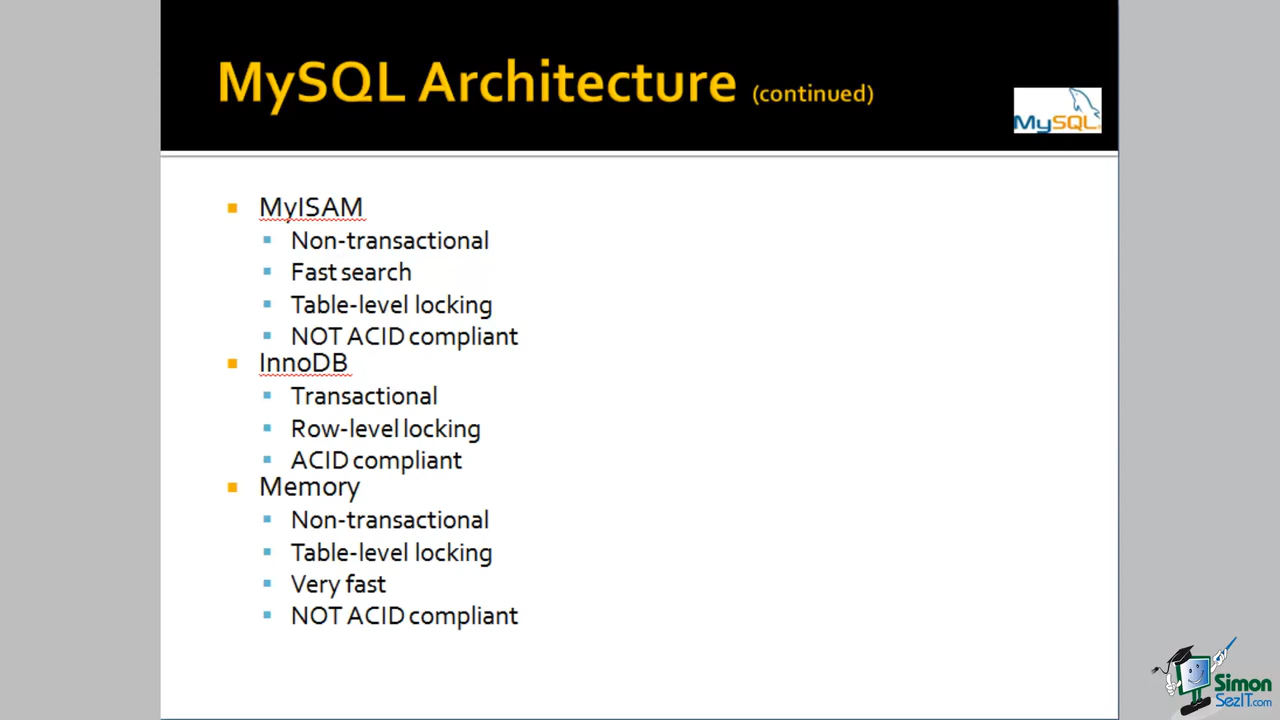 MySQL Architecture (continued)
MySQL
MyISAM
Non-transactional
Fast search
Table-level locking
NOT ACID compliant
InnoDB
Transactional
Row-level locking
ACID compliant
Memory
Non-transactional
Table-level locking
Very fast
NOT ACID compliant
Simon
SezIT.com